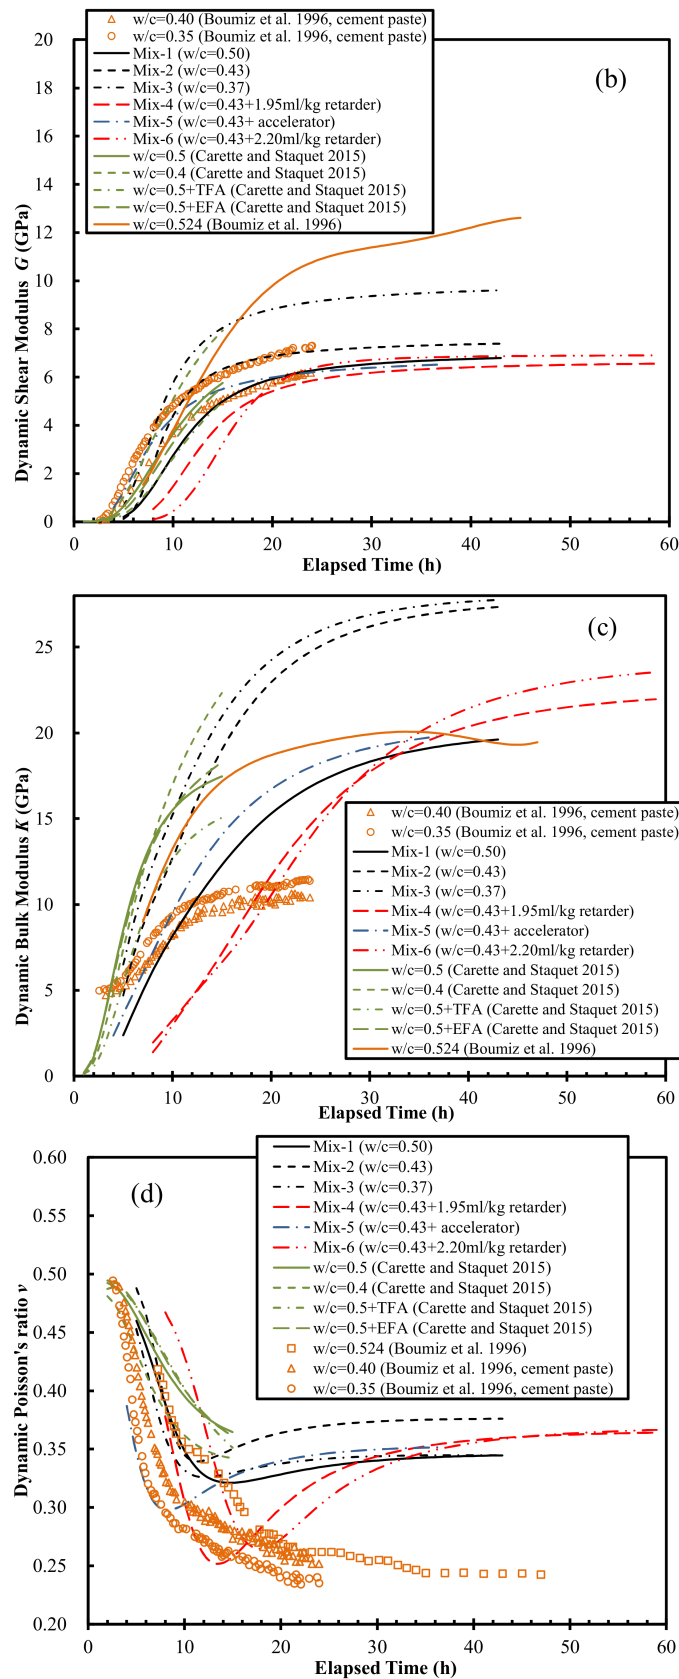 w/c=0.40 (Boumiz et al. 1996, cement paste)
w/c=0.35 (Boumiz et al. 1996, cement paste)
Mix-1 (w/c=0.50)
Mix-2 (w/c=0.43)
Mix-3 (w/c=0.37)
Mix-4 (w/c=0.43+1.95ml/kg retarder)
Mix-5 (w/c=0.43+ accelerator)
Mix-6 (w/c=0.43+2.20ml/kg retarder)
w/c=0.5 (Carette and Staquet 2015)
w/c=0.4 (Carette and Staquet 2015)
w/c=0.5+TFA (Carette and Staquet 2015)
w/c=0.5+EFA (Carette and Staquet 2015)
w/c=0.524 (Boumiz et al. 1996)
(b)
Dynamic Shear Modulus G (GPa)
20
18
16
14
12
10
8
6
4
2
0
0 10 20 30 40 50 60
Elapsed Time (h)
(c)
Dynamic Bulk Modulus K (GPa)
25
20
15
10
5
0
w/c=0.40 (Boumiz et al. 1996, cement paste)
w/c=0.35 (Boumiz et al. 1996, cement paste)
Mix-1 (w/c=0.50)
Mix-2 (w/c=0.43)
Mix-3 (w/c=0.37)
Mix-4 (w/c=0.43+1.95ml/kg retarder)
Mix-5 (w/c=0.43+ accelerator)
Mix-6 (w/c=0.43+2.20ml/kg retarder)
w/c=0.5 (Carette and Staquet 2015)
w/c=0.4 (Carette and Staquet 2015)
w/c=0.5+TFA (Carette and Staquet 2015)
w/c=0.5+EFA (Carette and Staquet 2015)
w/c=0.524 (Boumiz et al. 1996)
0 10 20 30 40 50 60
Elapsed Time (h)
Mix-1 (w/c=0.50)
Mix-2 (w/c=0.43)
Mix-3 (w/c=0.37)
Mix-4 (w/c=0.43+1.95ml/kg retarder)
Mix-5 (w/c=0.43+ accelerator)
Mix-6 (w/c=0.43+2.20ml/kg retarder)
w/c=0.5 (Carette and Staquet 2015)
w/c=0.4 (Carette and Staquet 2015)
w/c=0.5+TFA (Carette and Staquet 2015)
w/c=0.5+EFA (Carette and Staquet 2015)
w/c=0.524 (Boumiz et al. 1996)
w/c=0.40 (Boumiz et al. 1996, cement paste)
w/c=0.35 (Boumiz et al. 1996, cement paste)
(d)
Dynamic Poisson's ratio ν
0.60
0.50
0.45
0.40
0.35
0.30
0.25
0.20
0 10 20 30 40 50 60
Elapsed Time (h)